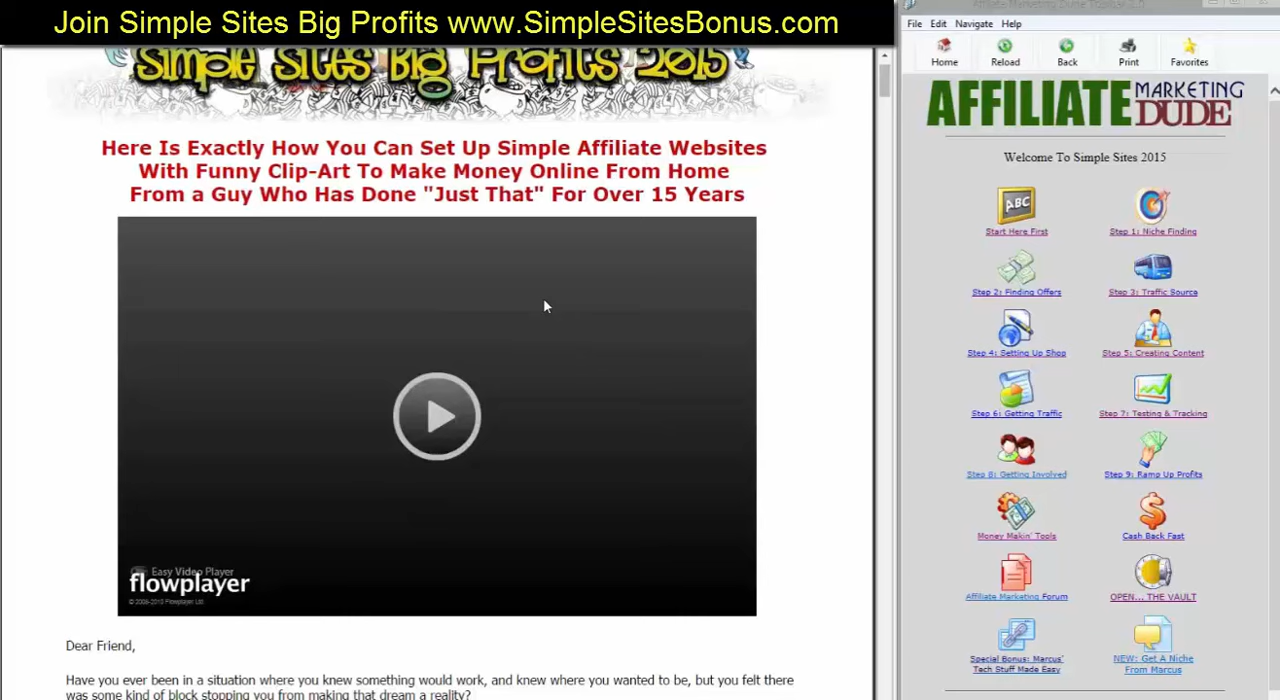 Join Simple Sites Big Profits www.SimpleSitesBonus.com
Simple Sites Big Profits 2015
Here Is Exactly How You Can Set Up Simple Affiliate Websites
With Funny Clip-Art To Make Money Online From Home
From a Guy Who Has Done "Just That" For Over 15 Years
Easy Video Player
flowplayer
Dear Friend,
Have you ever been in a situation where you knew something would work, and knew where you wanted to be, but you felt there
was some kind of block stopping you from making that dream a reality?
Affiliate Marketing Dude
File Edit Navigate Help
Home Reload Back Print Favorites
AFFILIATE MARKETING DUDE
Welcome To Simple Sites 2015
ABC
Start Here First Step 1: Niche Finding
Step 2: Finding Offers Step 3: Traffic Source
Step 4: Setting Up Shop Step 5: Creating Content
Step 6: Getting Traffic Step 7: Testing & Tracking
Step 8: Getting Involved Step 9: Ramp Up Profits
Money Makin' Tools Cash Back Fast
Affiliate Marketing Forum OPEN... THE VAULT
Special Bonus: Marcus'
Tech Stuff Made Easy
NEW: Get A Niche
From Marcus